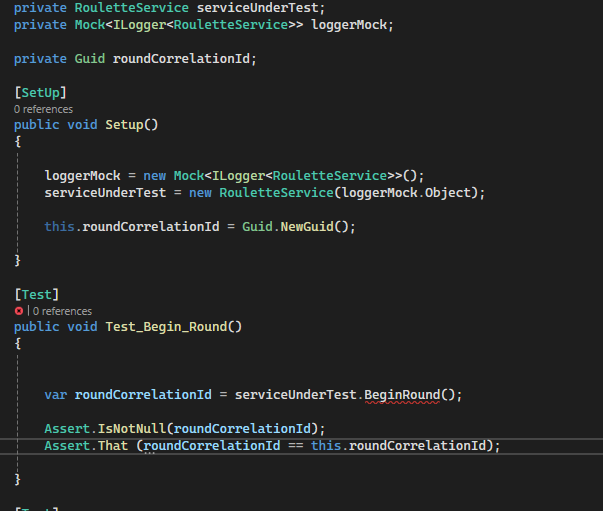 private RouletteService serviceUnderTest;
private Mock<ILogger<RouletteService>> loggerMock;
private Guid roundCorrelationId;
[SetUp]
0 references
public void Setup()
{
loggerMock = new Mock<ILogger<RouletteService>>();
serviceUnderTest = new RouletteService(loggerMock.Object);
this.roundCorrelationId = Guid.NewGuid();
}
[Test]
| 0 references
public void Test_Begin_Round()
{
var roundCorrelationId = serviceUnderTest.BeginRound();
Assert.IsNotNull(roundCorrelationId);
Assert.That (roundCorrelationId == this.roundCorrelationId);
}